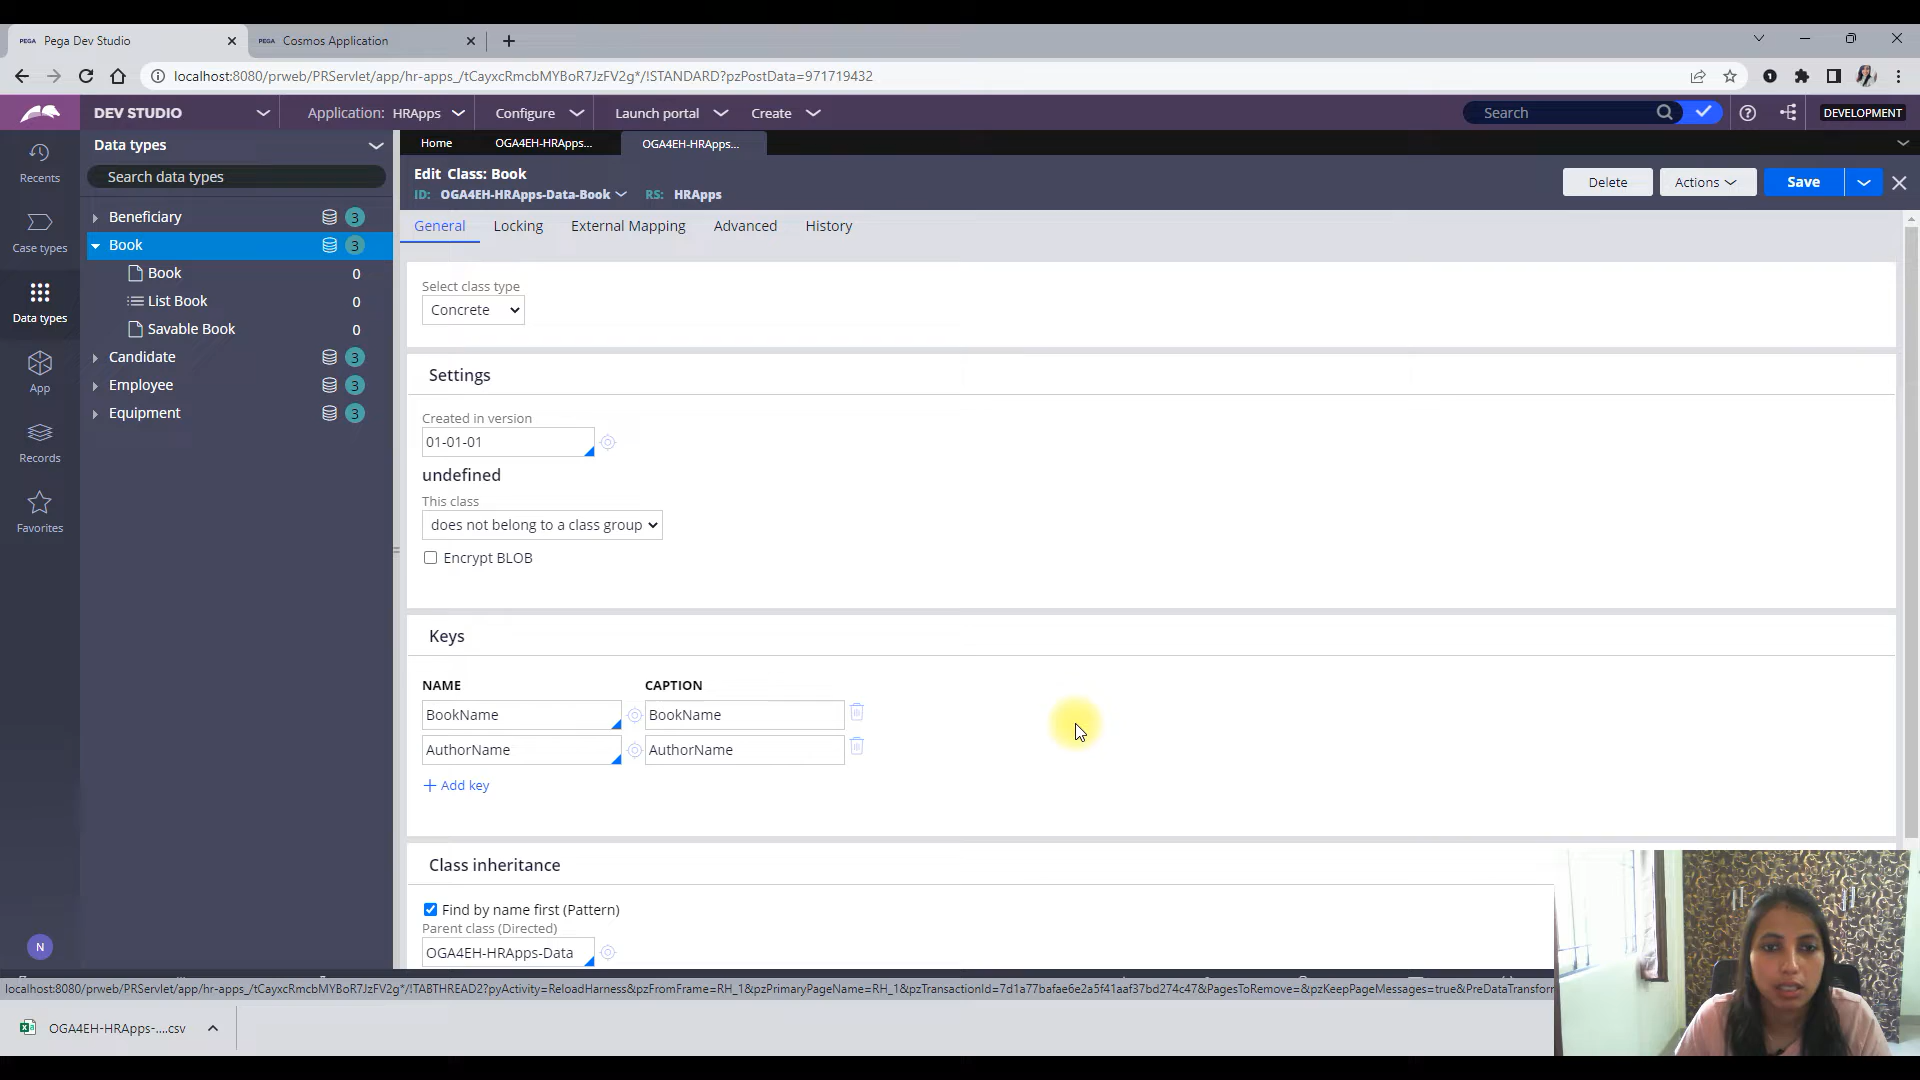 PEGA Pega Dev Studio
PEGA Cosmos Application
localhost:8080/prweb/PRServlet/app/hr-apps_/tCayxcRmcbMYBoR7JzFV2g*/!STANDARD?pzPostData=971719432
DEV STUDIO
Application: HRApps
Configure
Launch portal
Create
Search
DEVELOPMENT
Recents
Case types
Data types
App
Records
Favorites
N
Data types
Search data types
Beneficiary 3
Book 3
Book 0
List Book 0
Savable Book 0
Candidate 3
Employee 3
Equipment 3
Home
OGA4EH-HRApps...
OGA4EH-HRApps...
Edit Class: Book
ID: OGA4EH-HRApps-Data-Book RS: HRApps
Delete
Actions
Save
General
Locking
External Mapping
Advanced
History
Select class type
Concrete
Settings
Created in version
01-01-01
undefined
This class
does not belong to a class group
Encrypt BLOB
Keys
NAME CAPTION
BookName BookName
AuthorName AuthorName
+ Add key
Class inheritance
Find by name first (Pattern)
Parent class (Directed)
OGA4EH-HRApps-Data
localhost:8080/prweb/PRServlet/app/hr-apps_/tCayxcRmcbMYBoR7JzFV2g*/!TABTHREAD2?pyActivity=ReloadHarness&pzFromFrame=RH_1&pzPrimaryPageName=RH_1&pzTransactionId=7d1a77bafae6e2a5f41aaf37bd274c47&PagesToRemove=&pzKeepPageMessages=true&PreDataTransform
OGA4EH-HRApps-....csv